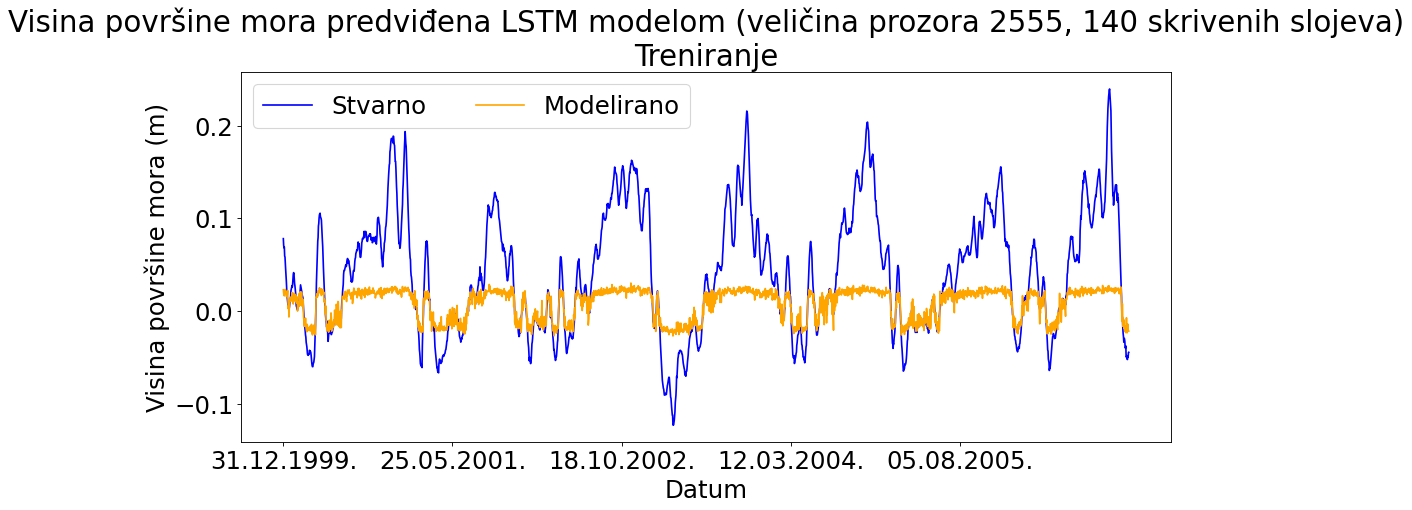 Visina površine mora predviđena LSTM modelom (veličina prozora 2555, 140 skrivenih slojeva)
Treniranje
Stvarno Modelirano
Visina površine mora (m)
0.2
0.1
0.0
−0.1
31.12.1999. 25.05.2001. 18.10.2002. 12.03.2004. 05.08.2005.
Datum